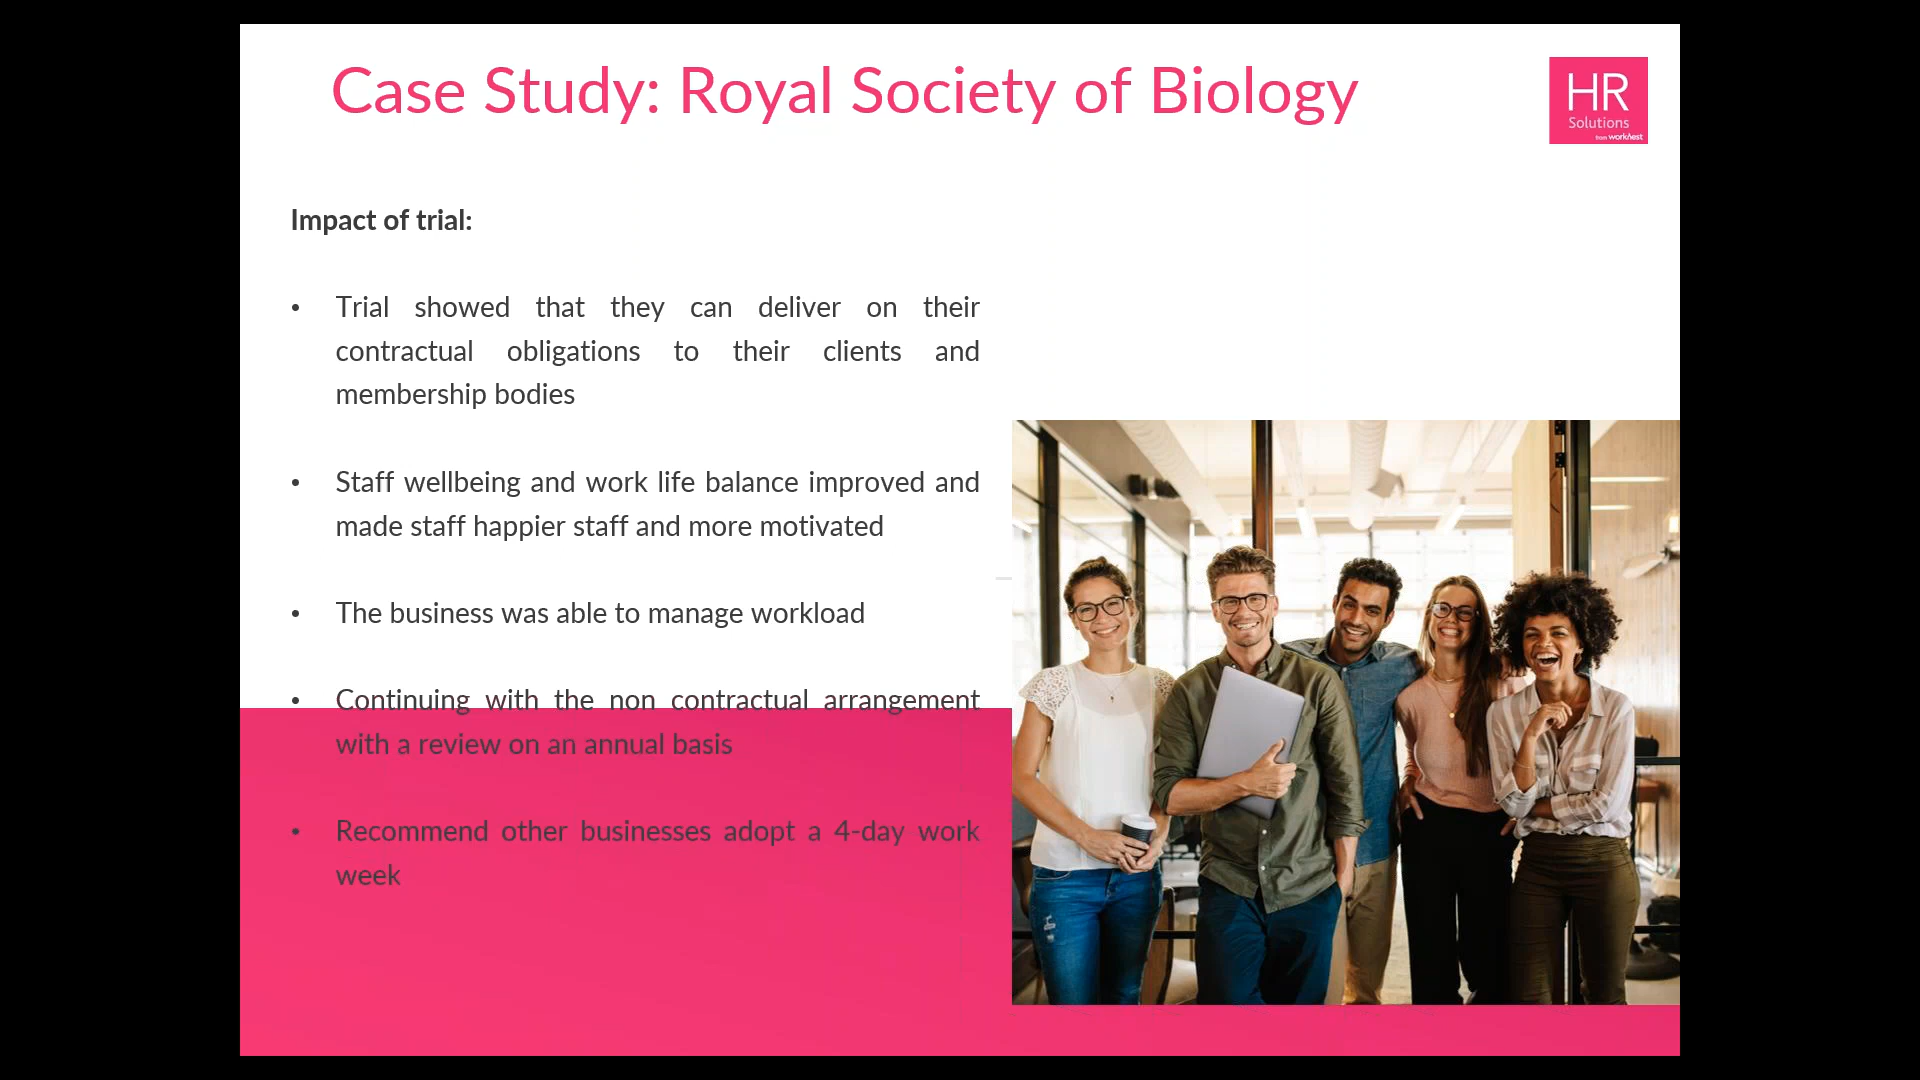 Case Study: Royal Society of Biology
HR
Solutions
from worknest
Impact of trial:
• Trial showed that they can deliver on their
contractual obligations to their clients and
membership bodies
• Staff wellbeing and work life balance improved and
made staff happier staff and more motivated
• The business was able to manage workload
• Continuing with the non contractual arrangement
with a review on an annual basis
• Recommend other businesses adopt a 4-day work
week